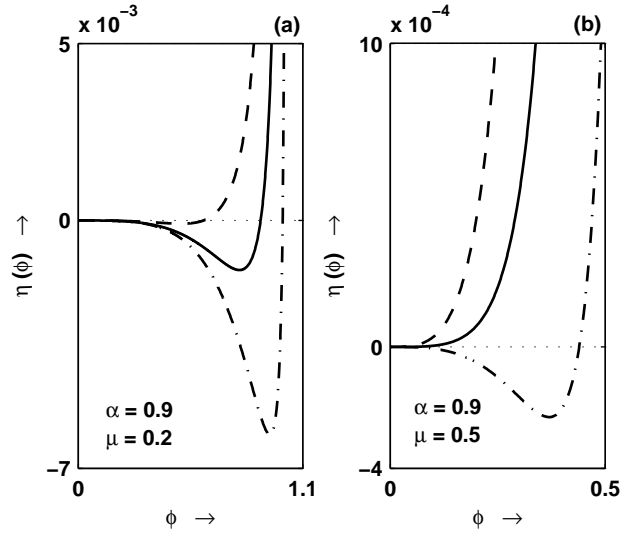 x 10⁻³
(a)
5
0
−7
0
1.1
η (ϕ) →
ϕ →
α = 0.9
μ = 0.2
x 10⁻⁴
(b)
10
0
−4
0
0.5
η (ϕ) →
ϕ →
α = 0.9
μ = 0.5